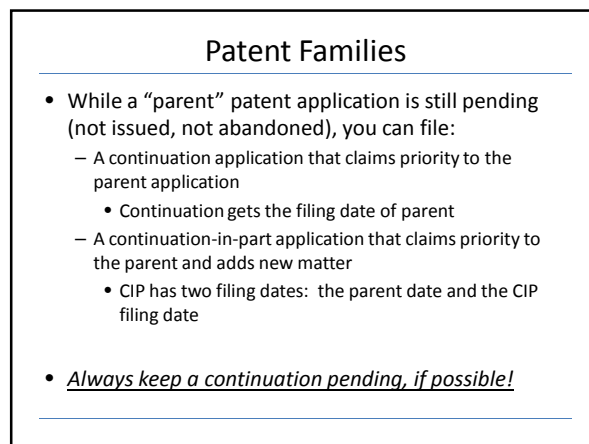 Patent Families
• While a “parent” patent application is still pending
(not issued, not abandoned), you can file:
– A continuation application that claims priority to the
parent application
• Continuation gets the filing date of parent
– A continuation-in-part application that claims priority to
the parent and adds new matter
• CIP has two filing dates: the parent date and the CIP
filing date
• Always keep a continuation pending, if possible!